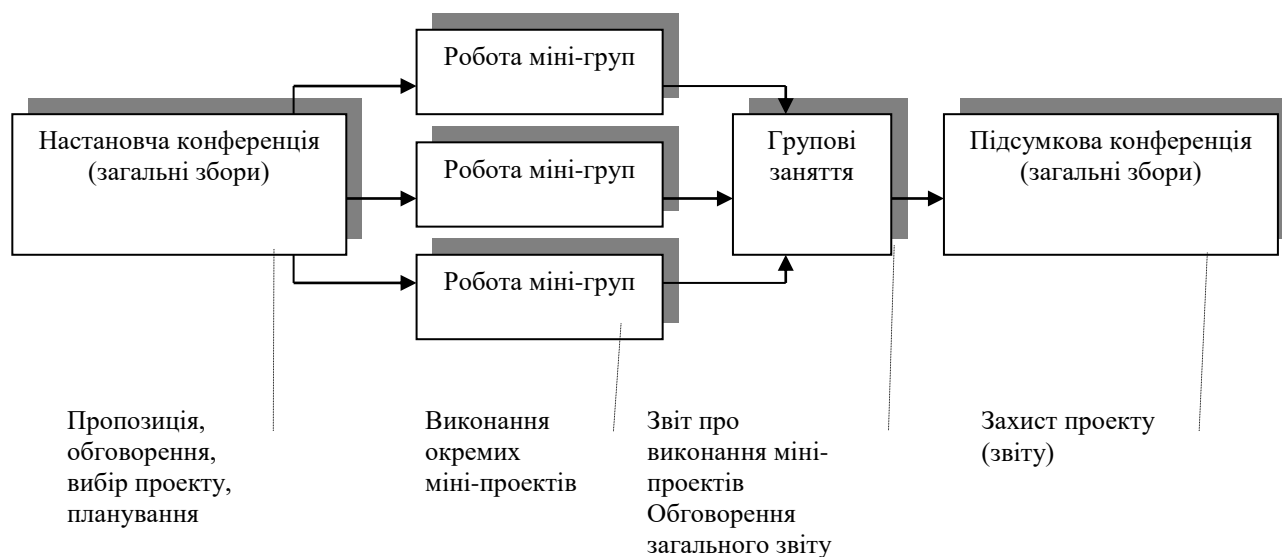 Робота міні-груп
Настановча конференція
(загальні збори)
Робота міні-груп
Групові
заняття
Підсумкова конференція
(загальні збори)
Робота міні-груп
Пропозиція,
обговорення,
вибір проекту,
планування
Виконання
окремих
міні-проектів
Звіт про
виконання міні-
проектів
Обговорення
загального звіту
Захист проекту
(звіту)